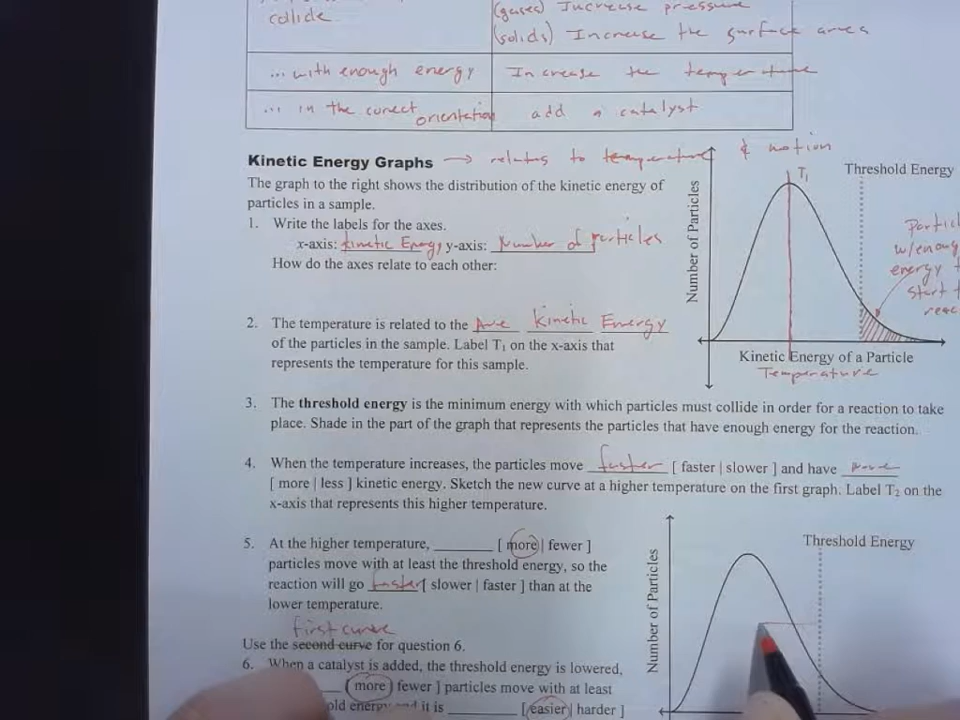 (gases) Increase pressure
collide
(solids) Increase the surface area
... with enough energy Increase the temperature
... in the correct orientation add a catalyst
Kinetic Energy Graphs → relates to temperature & motion
The graph to the right shows the distribution of the kinetic energy of
particles in a sample.
1. Write the labels for the axes.
x-axis: Kinetic Energy y-axis: Number of particles
How do the axes relate to each other:
2. The temperature is related to the Ave Kinetic Energy
of the particles in the sample. Label T₁ on the x-axis that
represents the temperature for this sample.
T₁
Threshold Energy
Number of Particles
w/enough
energy
start
Kinetic Energy of a Particle
Temperature
3. The threshold energy is the minimum energy with which particles must collide in order for a reaction to take
place. Shade in the part of the graph that represents the particles that have enough energy for the reaction.
4. When the temperature increases, the particles move faster [ faster | slower ] and have more
[ more | less ] kinetic energy. Sketch the new curve at a higher temperature on the first graph. Label T₂ on the
x-axis that represents this higher temperature.
5. At the higher temperature, ______ [ more | fewer ]
particles move with at least the threshold energy, so the
reaction will go faster [ slower | faster ] than at the
lower temperature.
first curve
Use the second curve for question 6.
6. When a catalyst is added, the threshold energy is lowered,
[ more | fewer ] particles move with at least
old energy and it is ______ [ easier | harder ]
Threshold Energy
Number of Particles